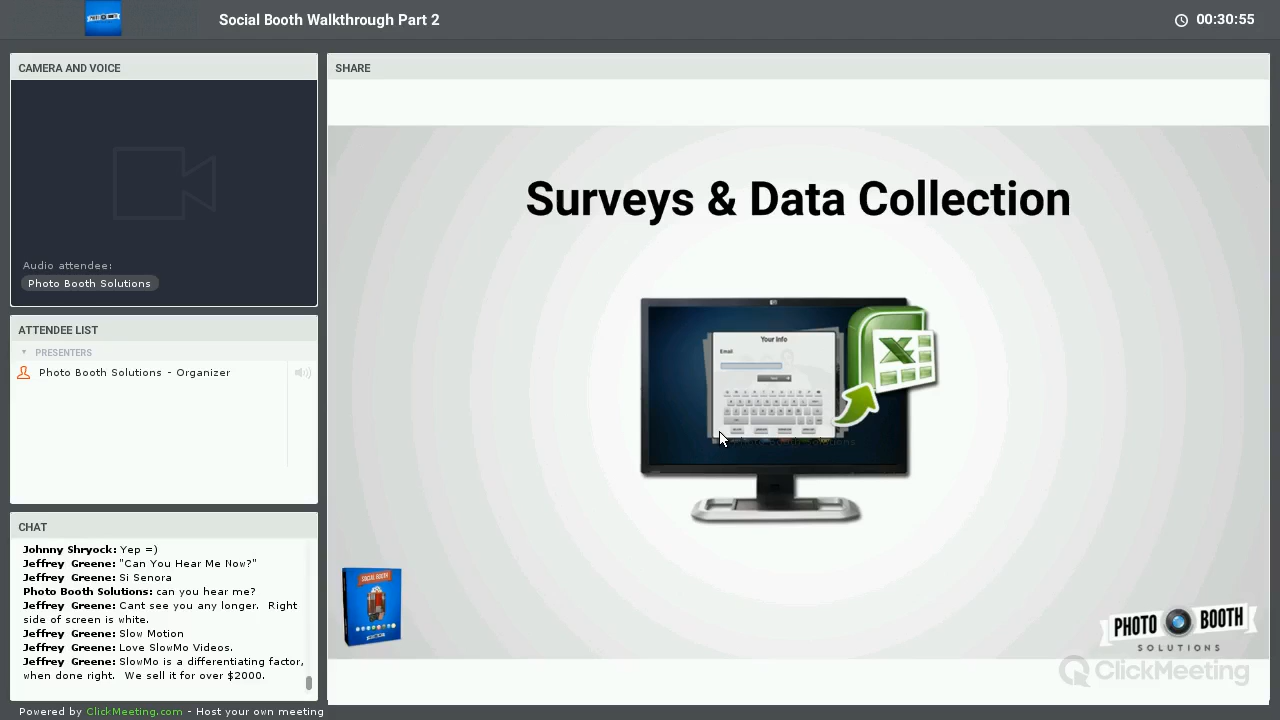 Social Booth Walkthrough Part 2
00:30:55
CAMERA AND VOICE
Audio attendee:
Photo Booth Solutions
ATTENDEE LIST
PRESENTERS
Photo Booth Solutions - Organizer
CHAT
Johnny Shryock: Yep =)
Jeffrey Greene: "Can You Hear Me Now?"
Jeffrey Greene: Si Senora
Photo Booth Solutions: can you hear me?
Jeffrey Greene: Cant see you any longer. Right
side of screen is white.
Jeffrey Greene: Slow Motion
Jeffrey Greene: Love SlowMo Videos.
Jeffrey Greene: SlowMo is a differentiating factor,
when done right. We sell it for over $2000.
Powered by ClickMeeting.com - Host your own meeting
SHARE
Surveys & Data Collection
Your Info
Email
SOCIAL BOOTH
PHOTO BOOTH
SOLUTIONS
ClickMeeting